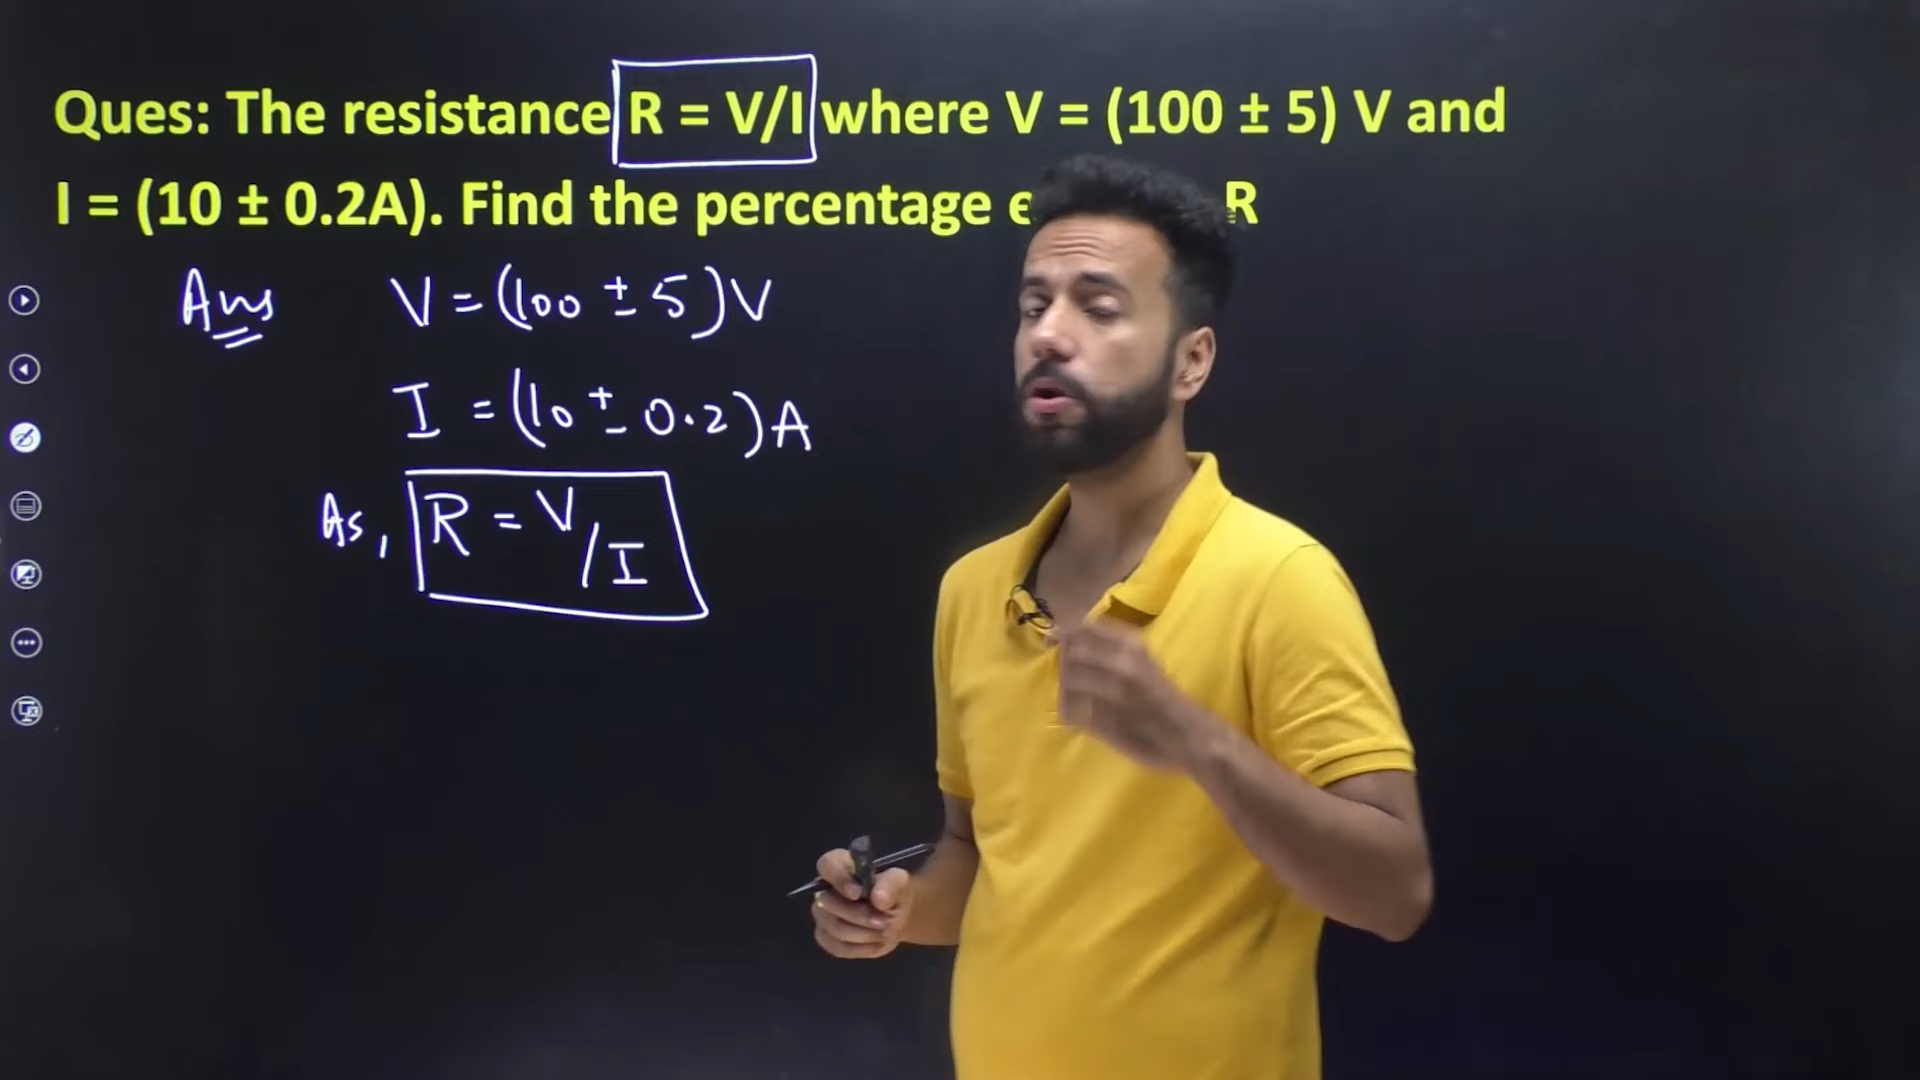 Ques: The resistance R = V/I where V = (100 ± 5) V and
I = (10 ± 0.2A). Find the percentage R
Ans V = (100 ± 5)V
I = (10 ± 0.2)A
As, R = V/I